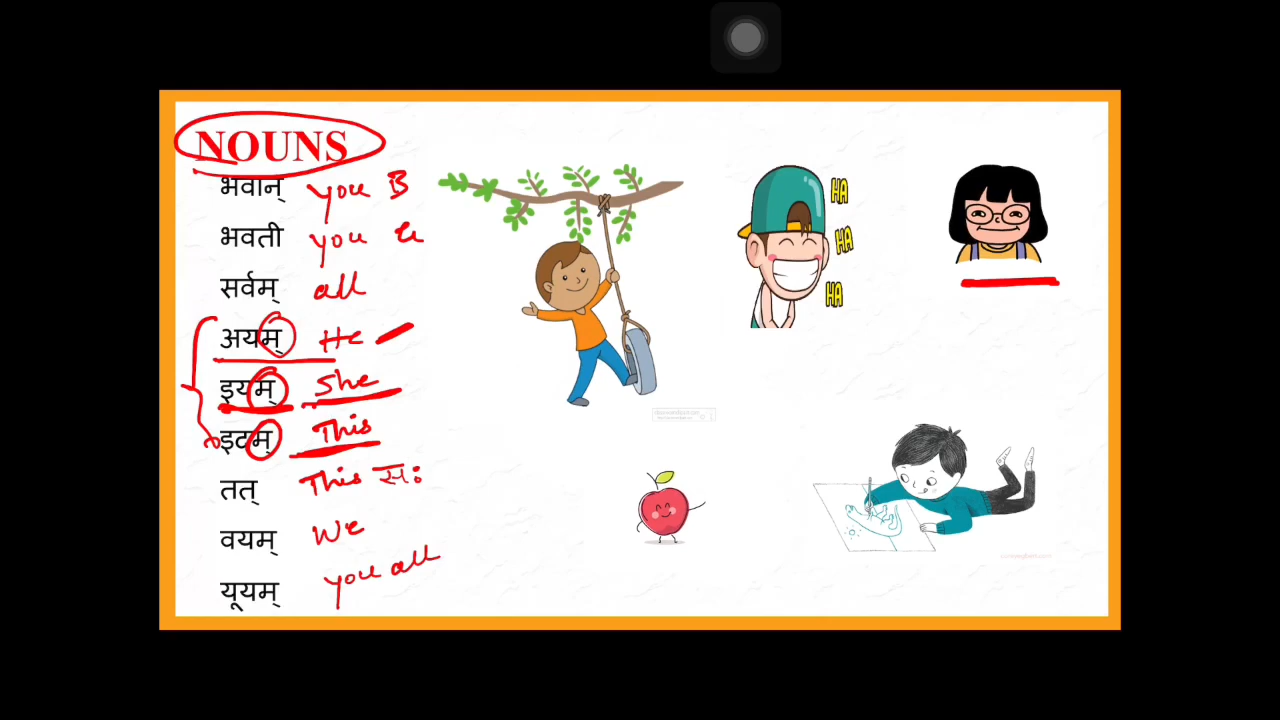 NOUNS
भवान् you B
भवती you G
सर्वम् all
अयम् He
इयम् She
इदम् This
तत् This सः
वयम् We
यूयम् you all
HA
HA
HA